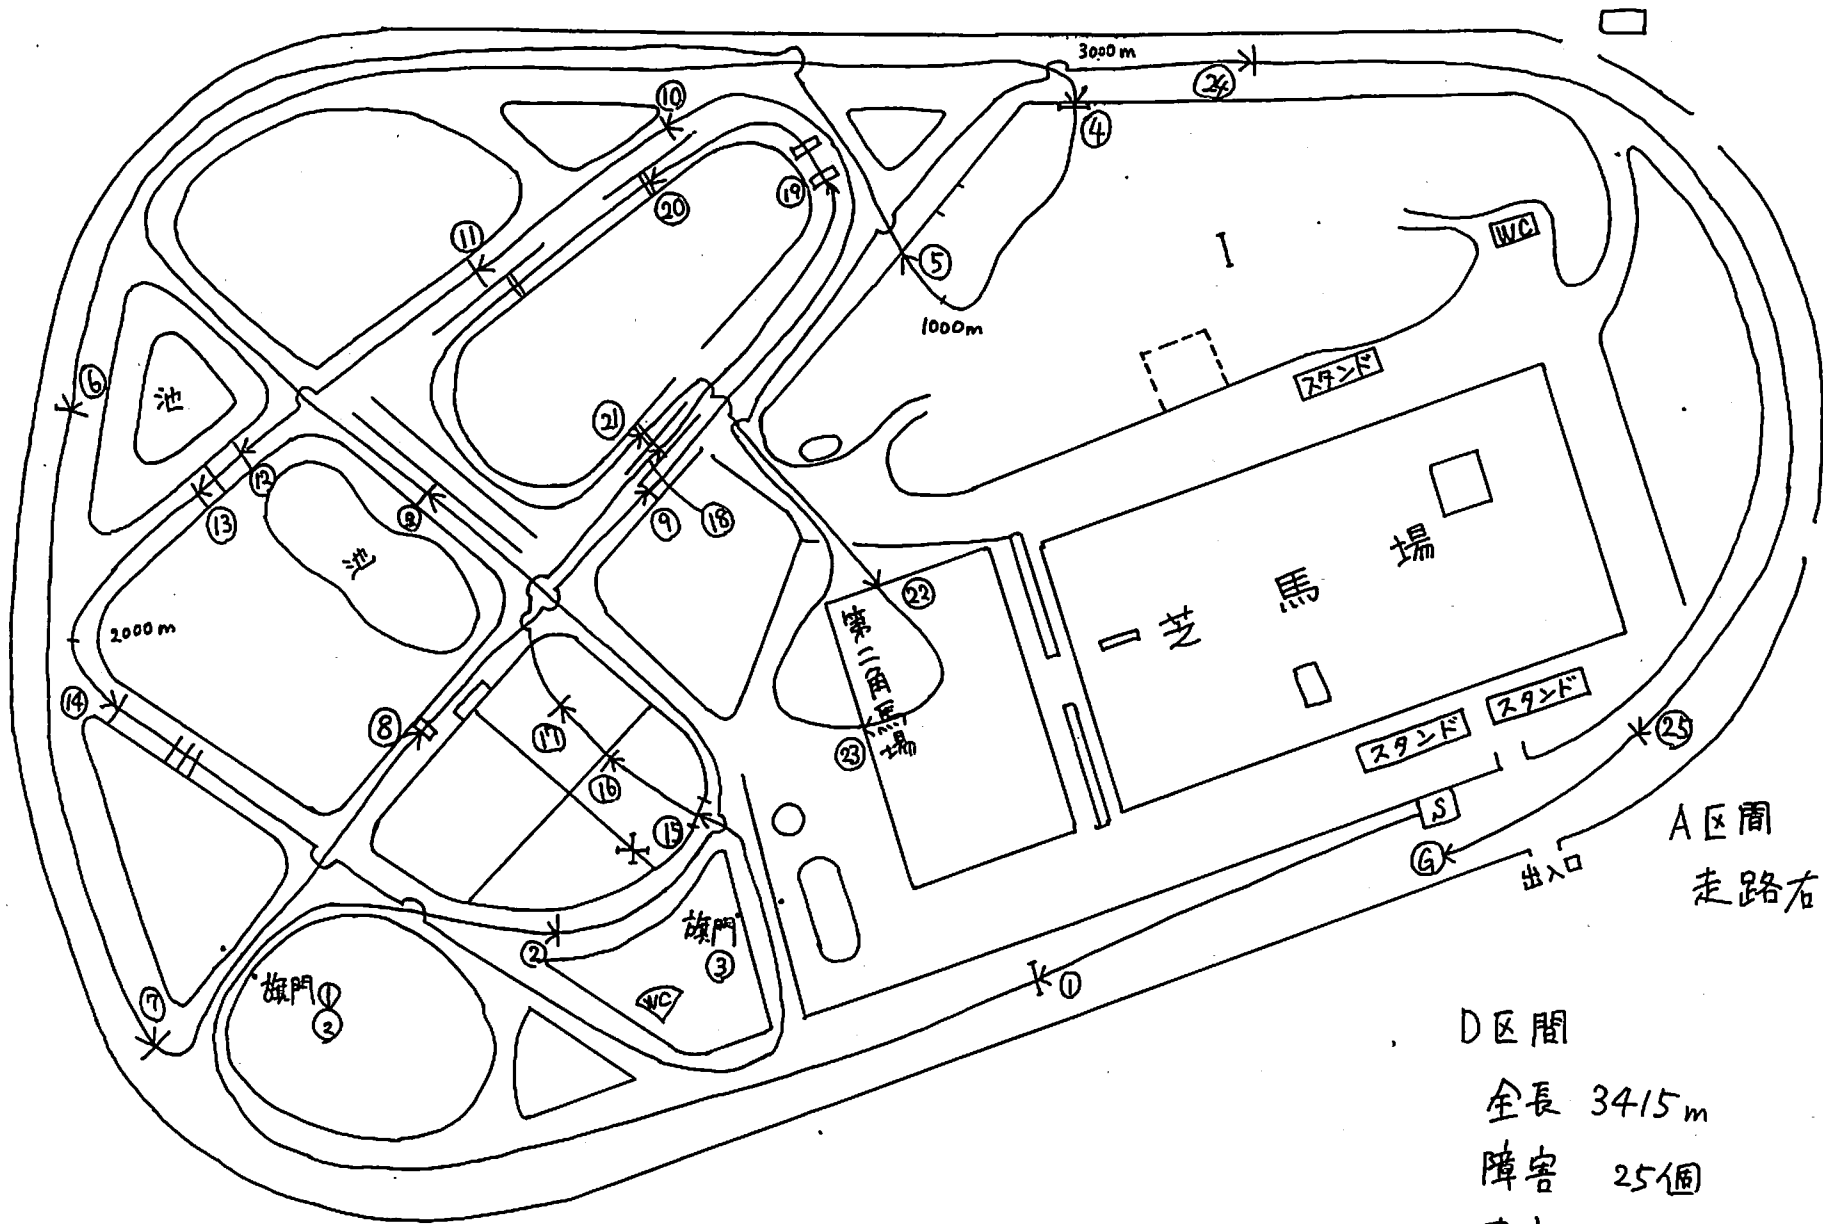 3000m
㉔
⑩
④
⑲
⑳
⑪
WC
⑤
1000m
スタンド
⑥
池
㉑
⑫
⑬
⑨
⑱
池
芝馬場
㉒
第二角馬場
2000m
⑭
⑧
⑰
⑯
㉓
スタンド
スタンド
㉕
⑮
S
G
出入口
A区間
走路右
②
旗門
③
WC
①
⑦
旗門①
②
D区間
全長 3415m
障害 25個